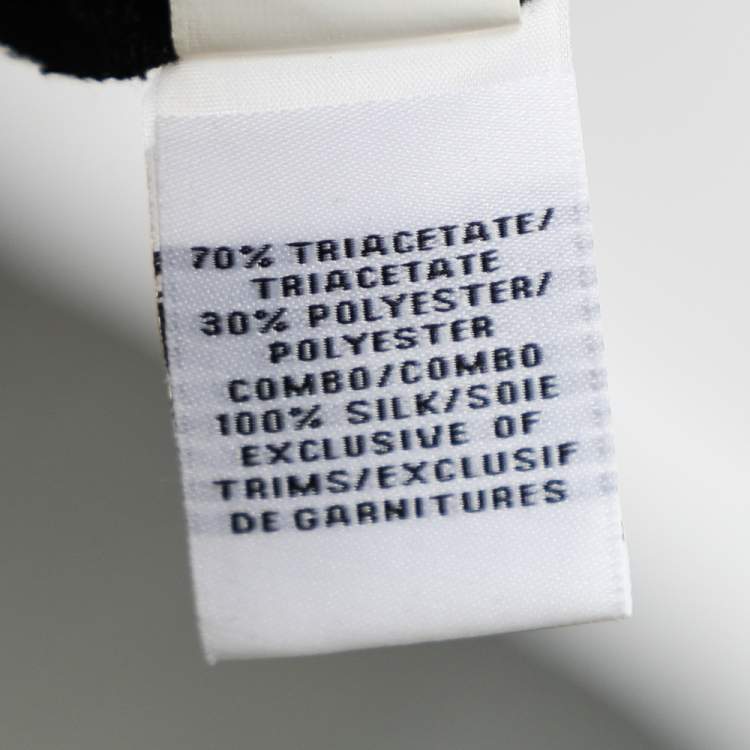 70% TRIACETATE/
TRIACETATE
30% POLYESTER/
POLYESTER
COMBO/COMBO
100% SILK/SOIE
EXCLUSIVE OF
TRIMS/EXCLUSIF
DE GARNITURES